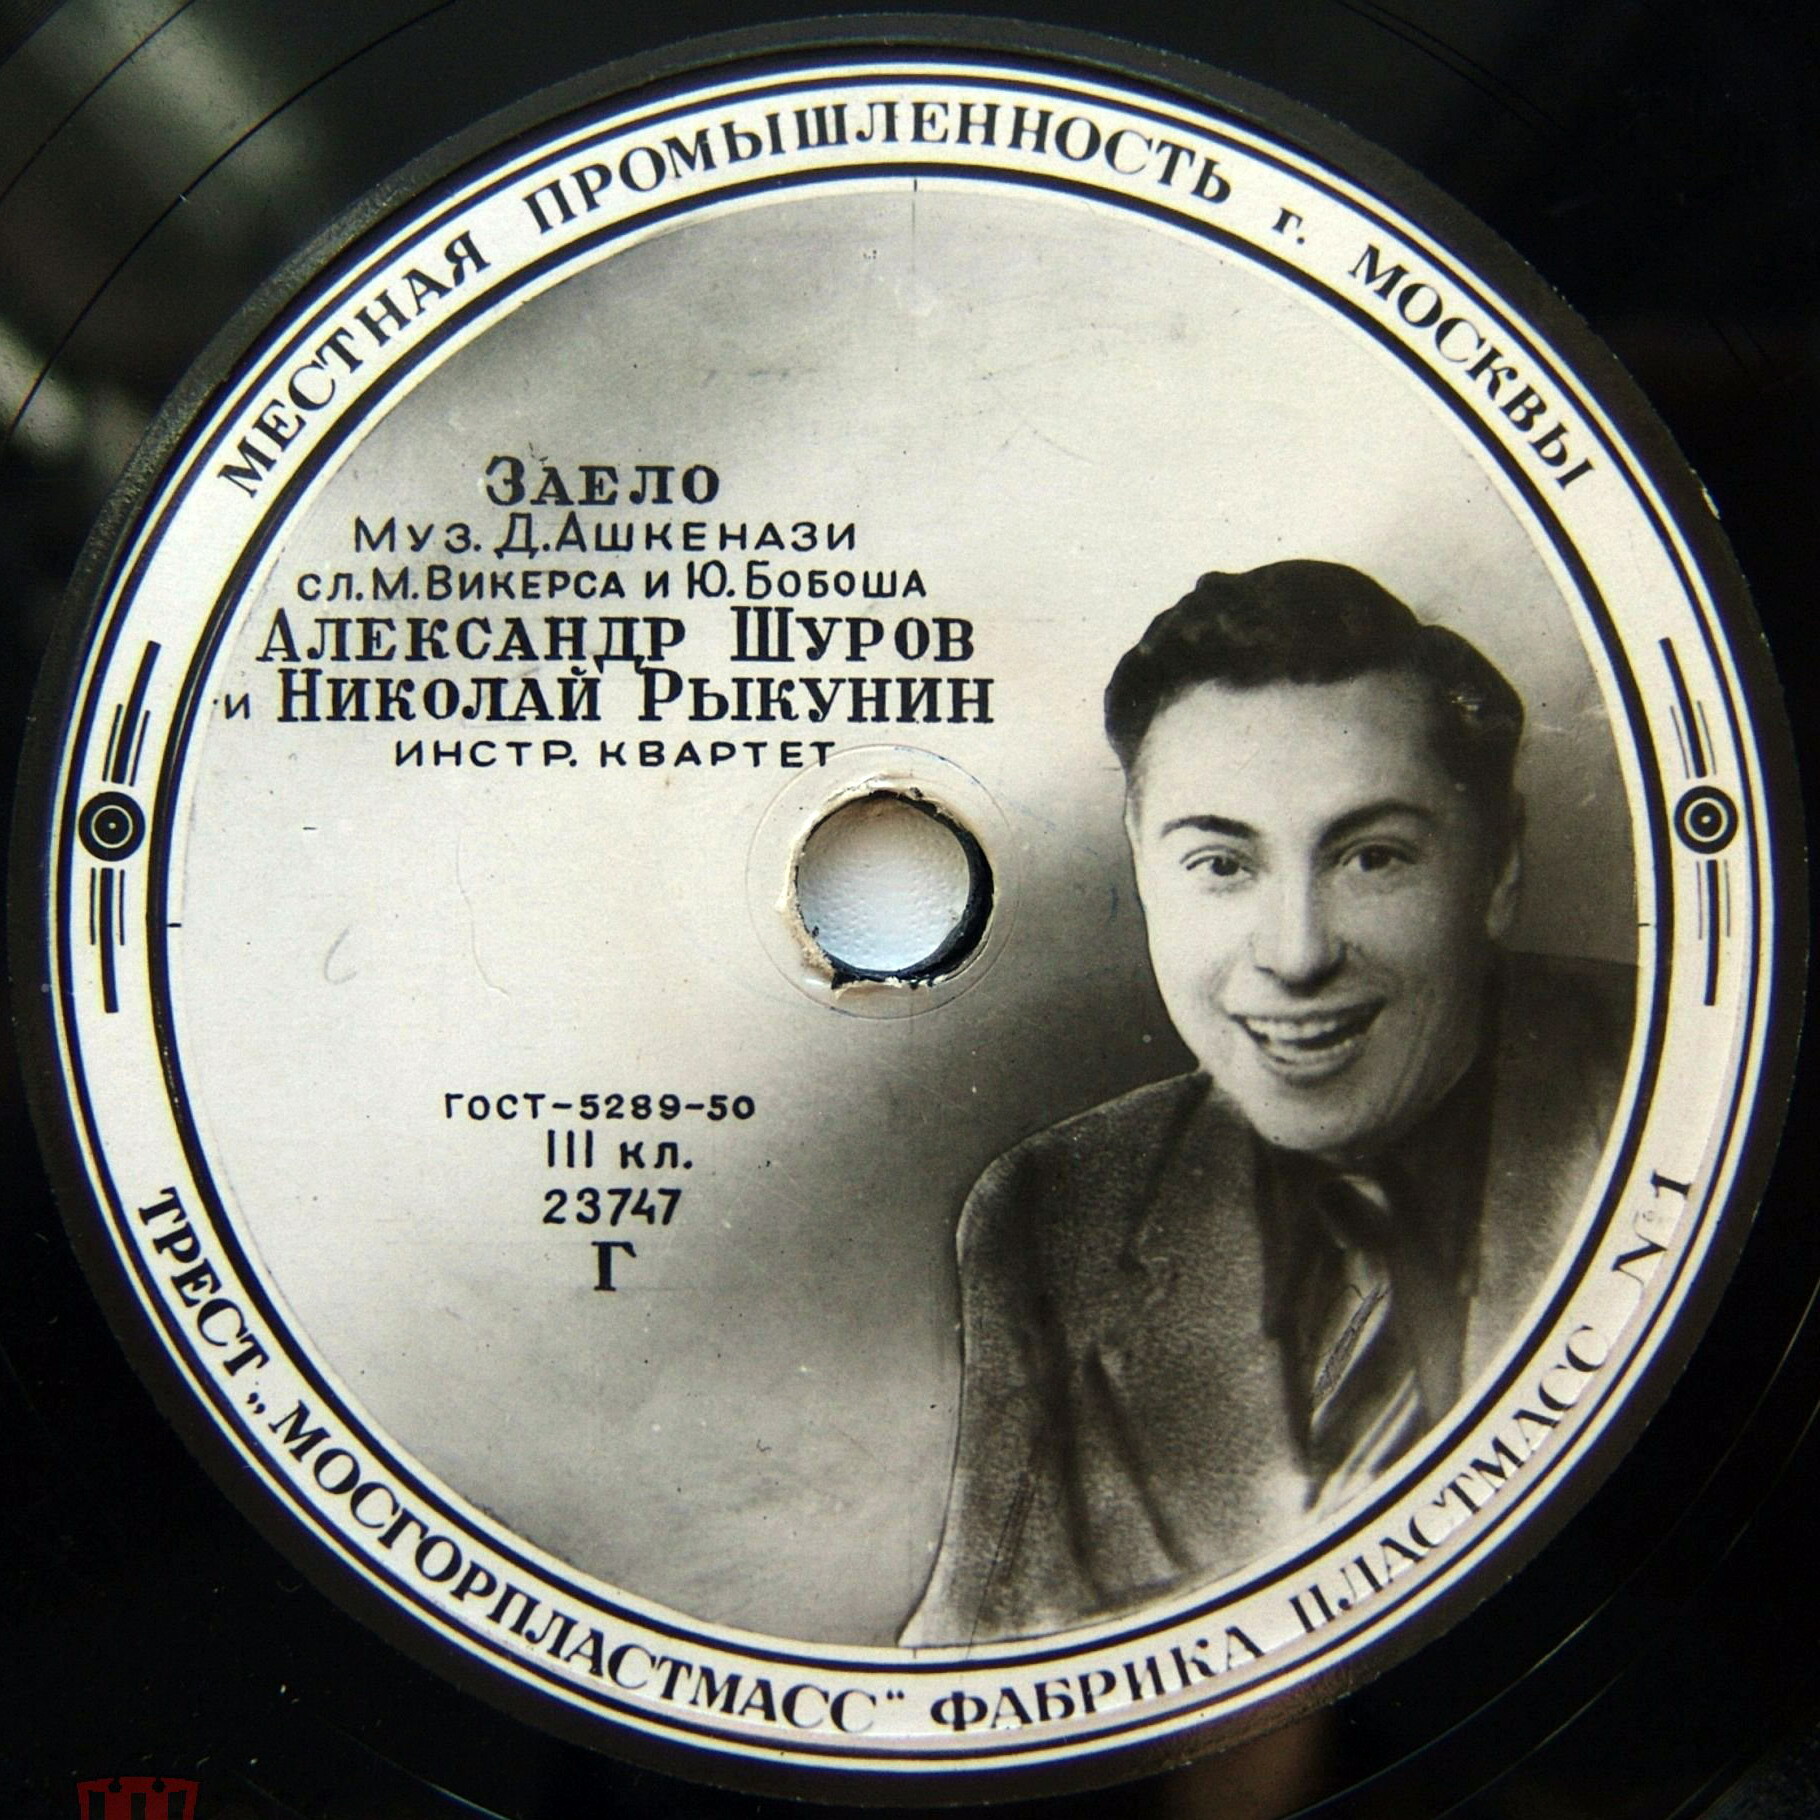 МЕСТНАЯ ПРОМЫШЛЕННОСТЬ г. МОСКВЫ
ЗАЕЛО
МУЗ. Д. АШКЕНАЗИ
СЛ. М. ВИКЕРСА И Ю. БОБОША
АЛЕКСАНДР ШУРОВ
И НИКОЛАЙ РЫКУНИН
ИНСТР. КВАРТЕТ
ГОСТ-5289-50
III КЛ.
23747
Г
ТРЕСТ „МОСГОРПЛАСТМАСС“ ФАБРИКА ПЛАСТМАСС №1